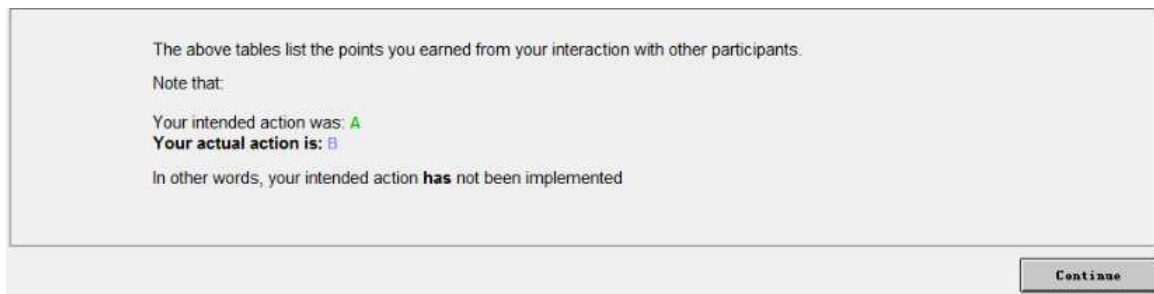 The above tables list the points you earned from your interaction with other participants.
Note that:
Your intended action was: A
Your actual action is: B
In other words, your intended action has not been implemented
Continue